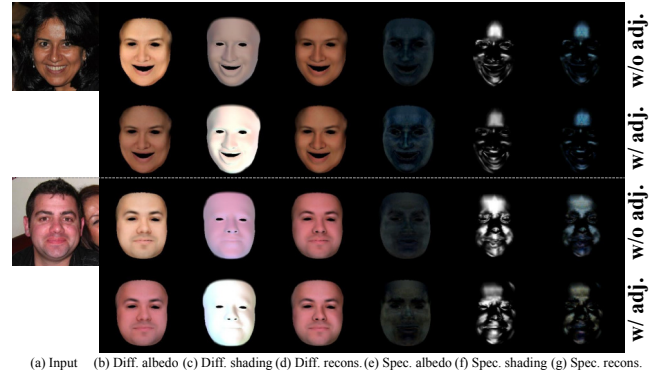 w/o adj.
w/ adj.
w/o adj.
w/ adj.
(a) Input (b) Diff. albedo (c) Diff. shading (d) Diff. recons. (e) Spec. albedo (f) Spec. shading (g) Spec. recons.